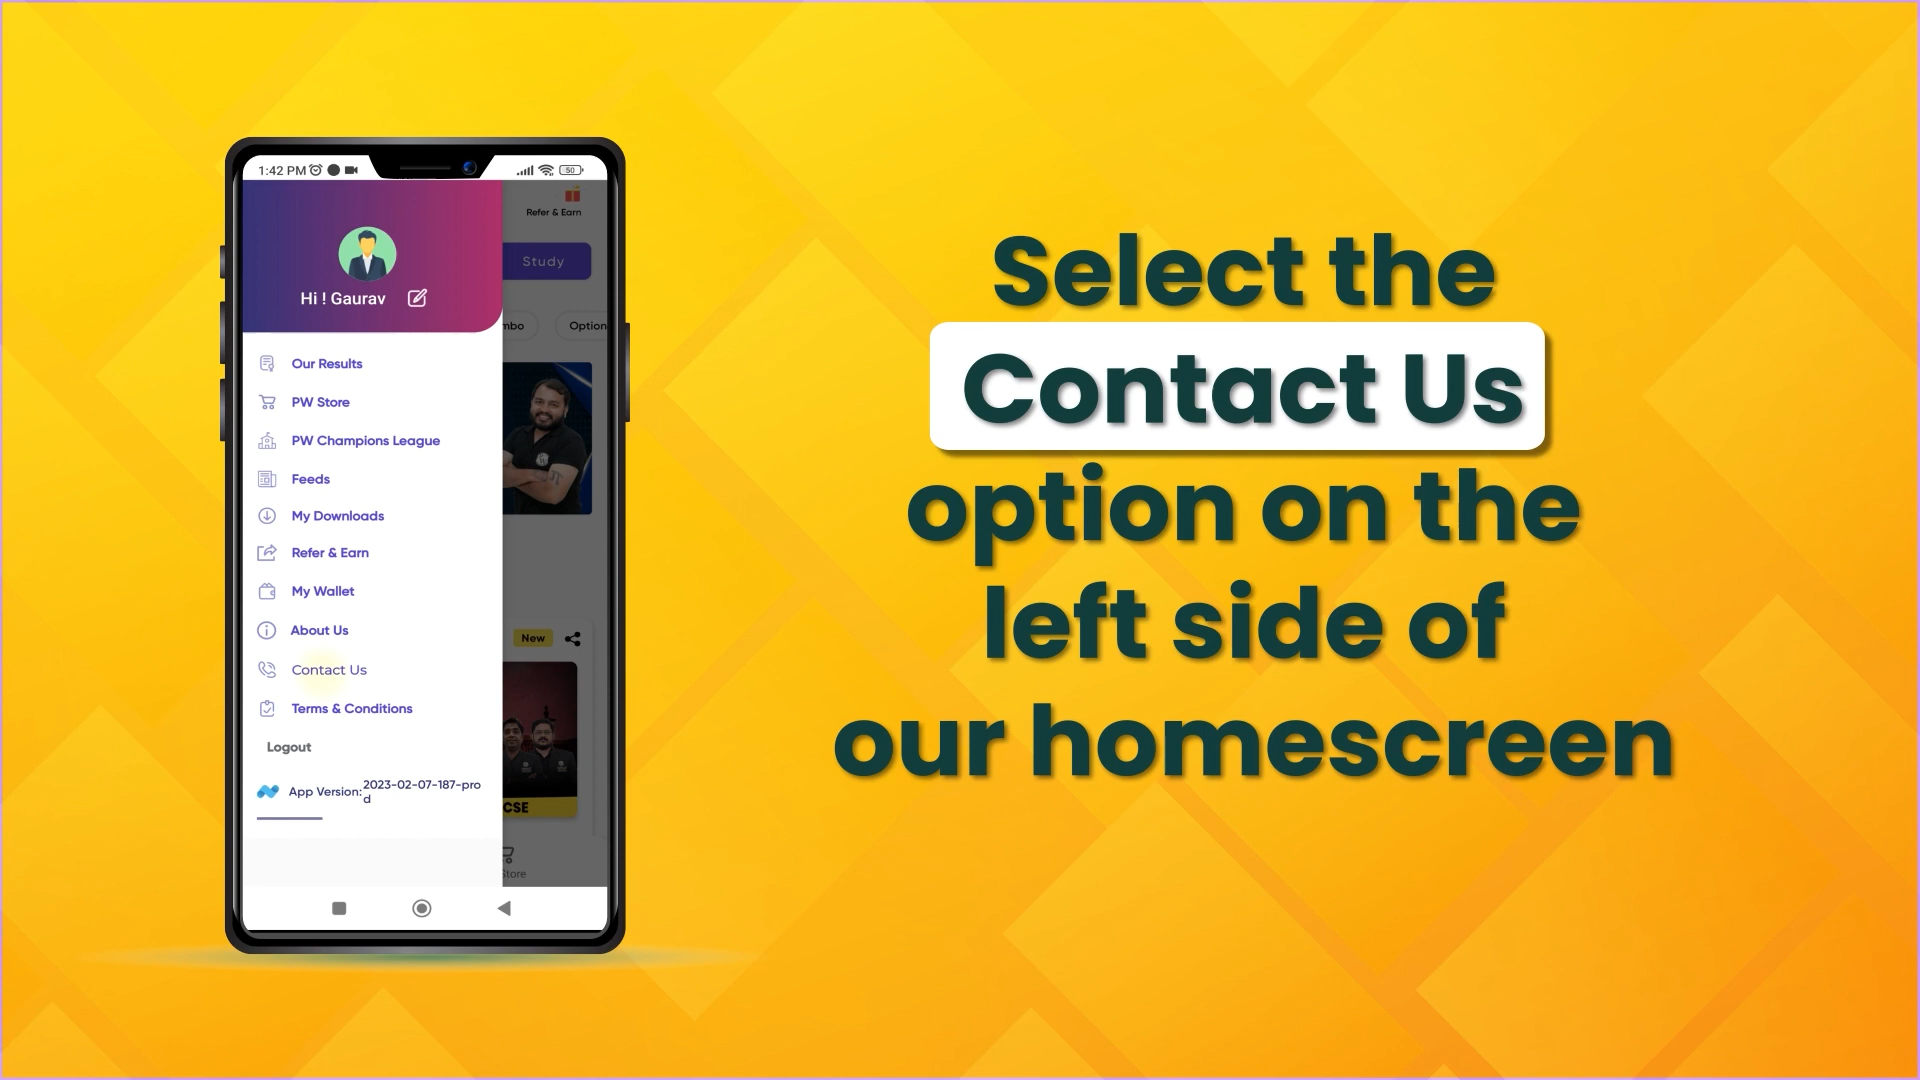 1:42 PM
50
Refer & Earn
Study
Hi ! Gaurav
Option
Our Results
PW Store
PW Champions League
Feeds
My Downloads
Refer & Earn
My Wallet
About Us
New
Contact Us
Terms & Conditions
Logout
App Version: 2023-02-07-187-pro
d
CSE
Store
Select the
Contact Us
option on the
left side of
our homescreen